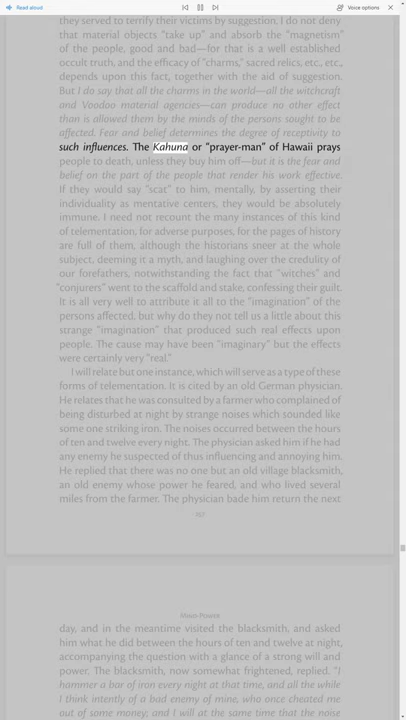 Read aloud
Voice options
they served to terrify their victims by suggestion. I do not deny
that material objects “take up” and absorb the “magnetism”
of the people, good and bad—for that is a well established
occult truth, and the efficacy of “charms,” sacred relics, etc., etc.,
depends upon this fact, together with the aid of suggestion.
But I do say that all the charms in the world—all the witchcraft
and Voodoo material agencies—can produce no other effect
than is allowed them by the minds of the persons sought to be
affected. Fear and belief determines the degree of receptivity to
such influences. The Kahuna or “prayer-man” of Hawaii prays
people to death, unless they buy him off—but it is the fear and
belief on the part of the people that render his work effective.
If they would say “scat” to him, mentally, by asserting their
individuality as mentative centers, they would be absolutely
immune. I need not recount the many instances of this kind
of telementation, for adverse purposes, for the pages of history
are full of them, although the historians sneer at the whole
subject, deeming it a myth, and laughing over the credulity of
our forefathers, notwithstanding the fact that “witches” and
“conjurers” went to the scaffold and stake, confessing their guilt.
It is all very well to attribute it all to the “imagination” of the
persons affected, but why do they not tell us a little about this
strange “imagination” that produced such real effects upon
people. The cause may have been “imaginary” but the effects
were certainly very “real.”
I will relate but one instance, which will serve as a type of these
forms of telementation. It is cited by an old German physician.
He relates that he was consulted by a farmer who complained of
being disturbed at night by strange noises which sounded like
some one striking iron. The noises occurred between the hours
of ten and twelve every night. The physician asked him if he had
any enemy he suspected of thus influencing and annoying him.
He replied that there was no one but an old village blacksmith,
an old enemy whose power he feared, and who lived several
miles from the farmer. The physician bade him return the next
167
Mind-Power
day, and in the meantime visited the blacksmith, and asked
him what he did between the hours of ten and twelve at night,
accompanying the question with a glance of a strong will and
power. The blacksmith, now somewhat frightened, replied. “I
hammer a bar of iron every night at that time, and all the while
I think intently of a bad enemy of mine, who once cheated me
out of some money; and I will at the same time that the noise